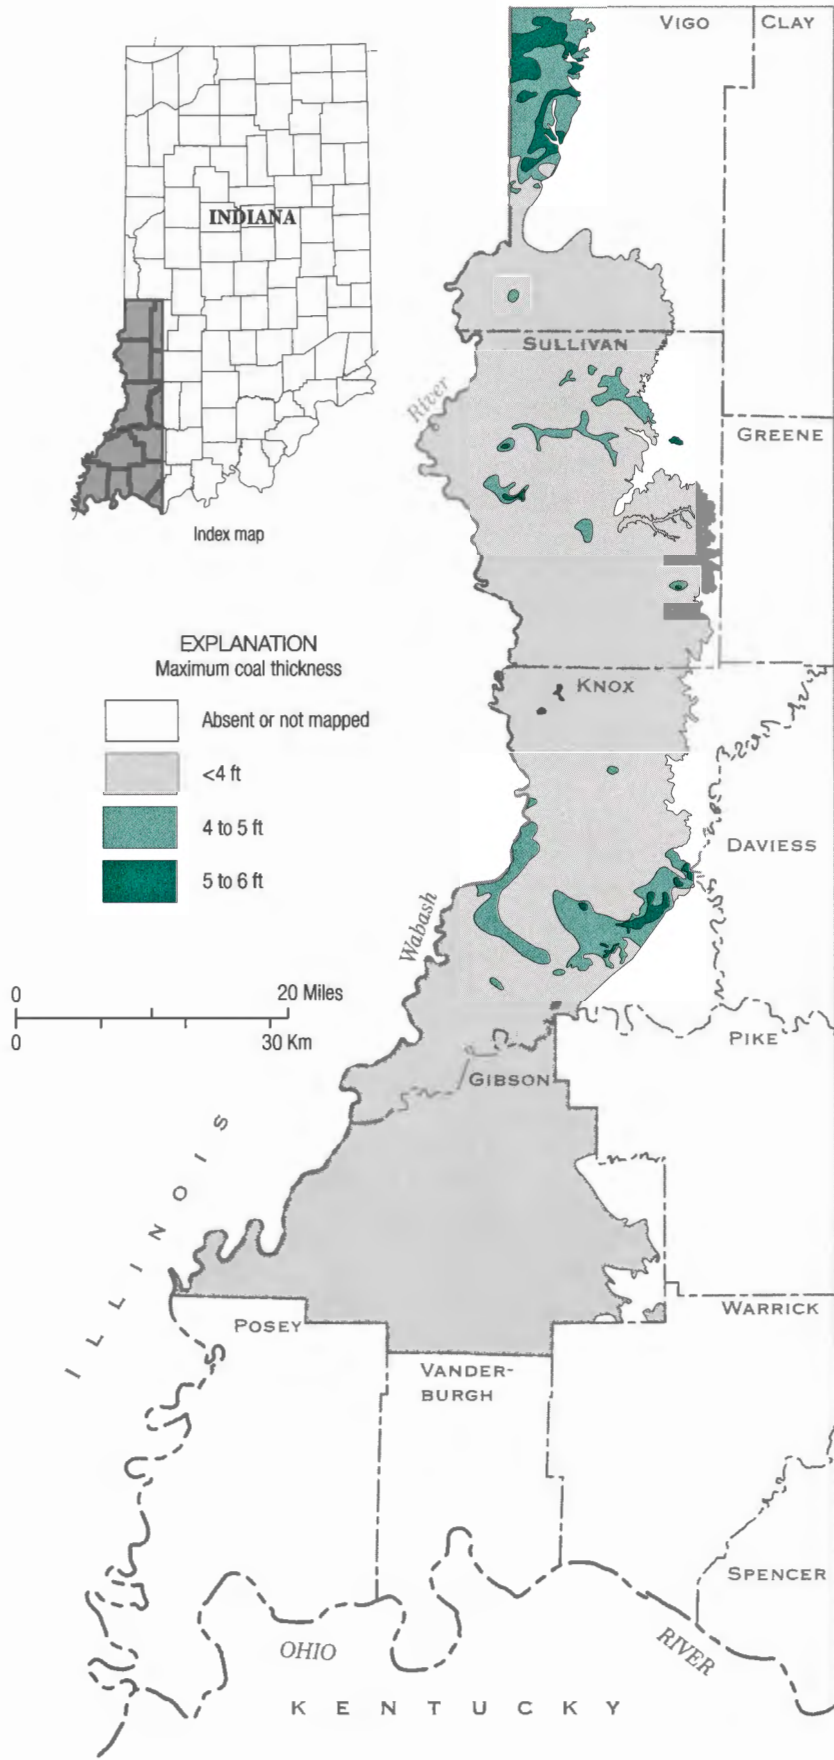 VIGO
CLAY
INDIANA
SULLIVAN
River
GREENE
Index map
EXPLANATION
Maximum coal thickness
Absent or not mapped
<4 ft
4 to 5 ft
5 to 6 ft
KNOX
DAVIESS
Wabash
0
20 Miles
0
30 Km
PIKE
GIBSON
ILLINOIS
WARRICK
POSEY
VANDER-
BURGH
SPENCER
OHIO
RIVER
KENTUCKY